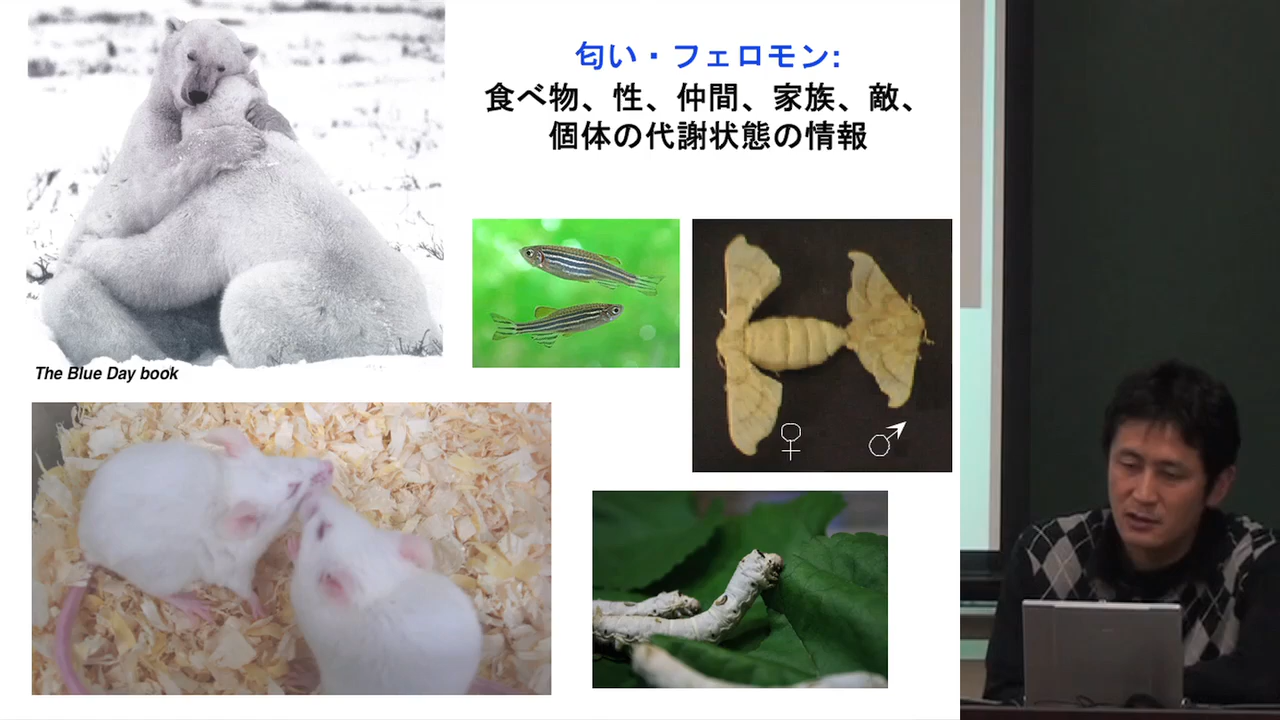 匂い・フェロモン:
食べ物、性、仲間、家族、敵、
個体の代謝状態の情報
The Blue Day book
♀ ♂